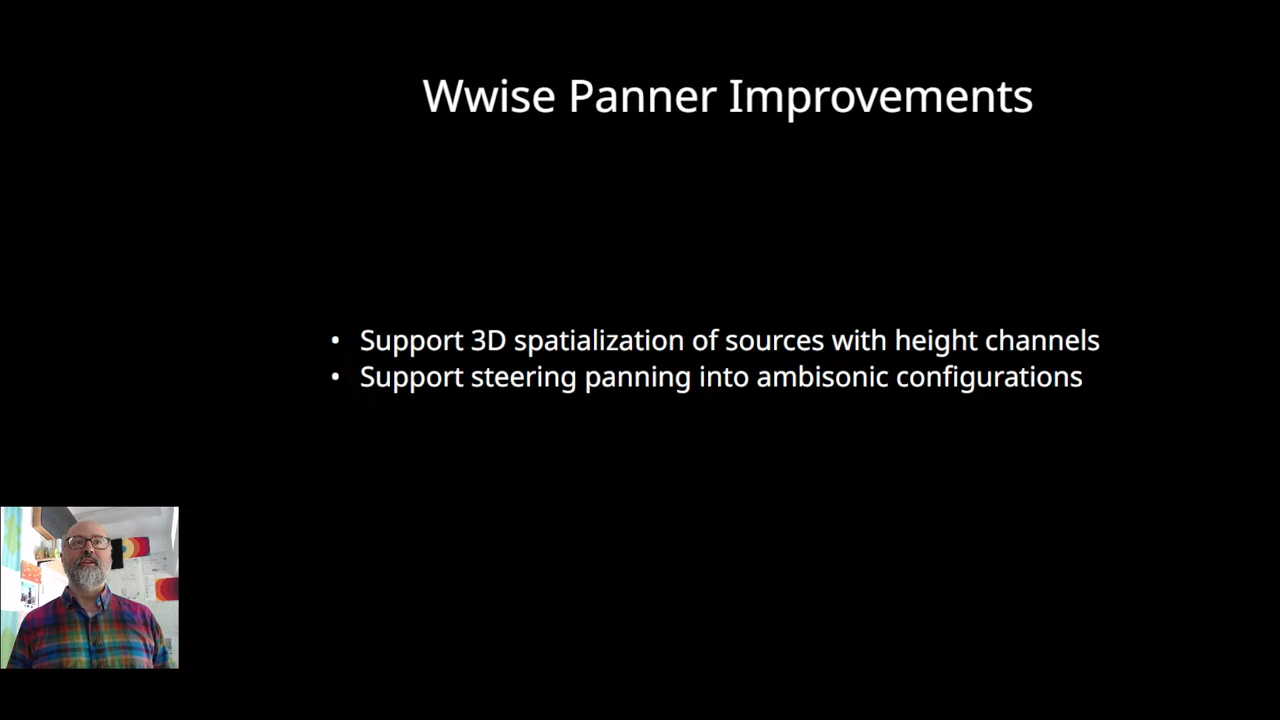 Wwise Panner Improvements
• Support 3D spatialization of sources with height channels
• Support steering panning into ambisonic configurations